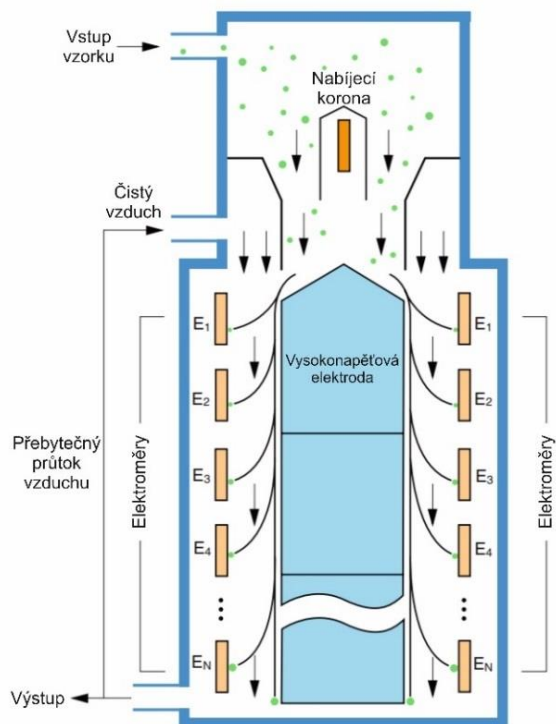 Vstup
vzorku
Nabíjecí
korona
Čistý
vzduch
Vysokonapěťová
elektroda
E1
E2
E3
E4
EN
E1
E2
E3
E4
EN
Elektroměry
Elektroměry
Přebytečný
průtok
vzduchu
Výstup